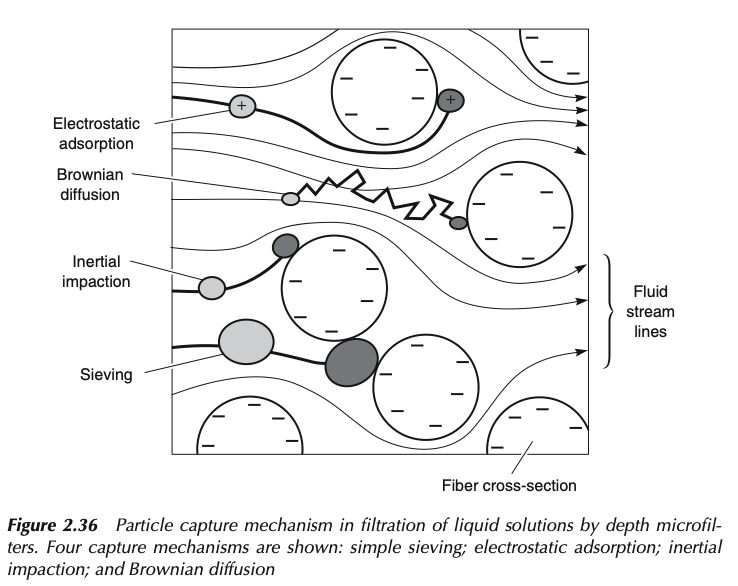 +
+
Electrostatic
adsorption
Brownian
diffusion
Inertial
impaction
Fluid
stream
lines
Sieving
Fiber cross-section
Figure 2.36 Particle capture mechanism in filtration of liquid solutions by depth microfil-
ters. Four capture mechanisms are shown: simple sieving; electrostatic adsorption; inertial
impaction; and Brownian diffusion